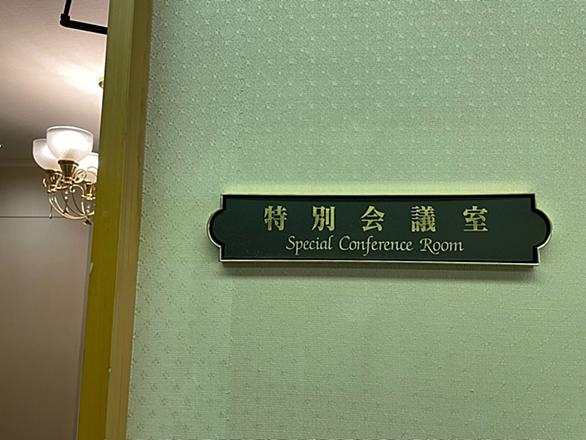 特別会議室
Special Conference Room